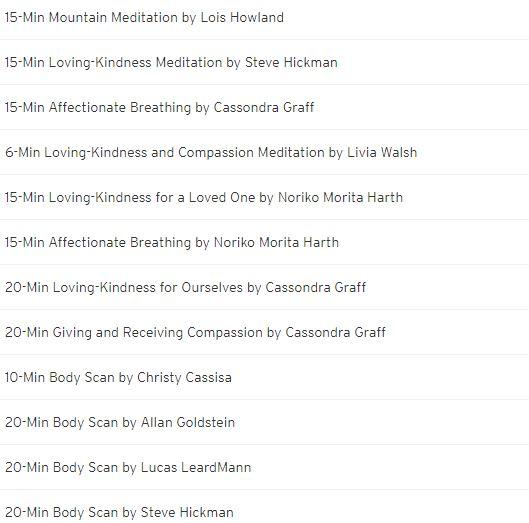 15-Min Mountain Meditation by Lois Howland
15-Min Loving-Kindness Meditation by Steve Hickman
15-Min Affectionate Breathing by Cassondra Graff
6-Min Loving-Kindness and Compassion Meditation by Livia Walsh
15-Min Loving-Kindness for a Loved One by Noriko Morita Harth
15-Min Affectionate Breathing by Noriko Morita Harth
20-Min Loving-Kindness for Ourselves by Cassondra Graff
20-Min Giving and Receiving Compassion by Cassondra Graff
10-Min Body Scan by Christy Cassisa
20-Min Body Scan by Allan Goldstein
20-Min Body Scan by Lucas LeardMann
20-Min Body Scan by Steve Hickman